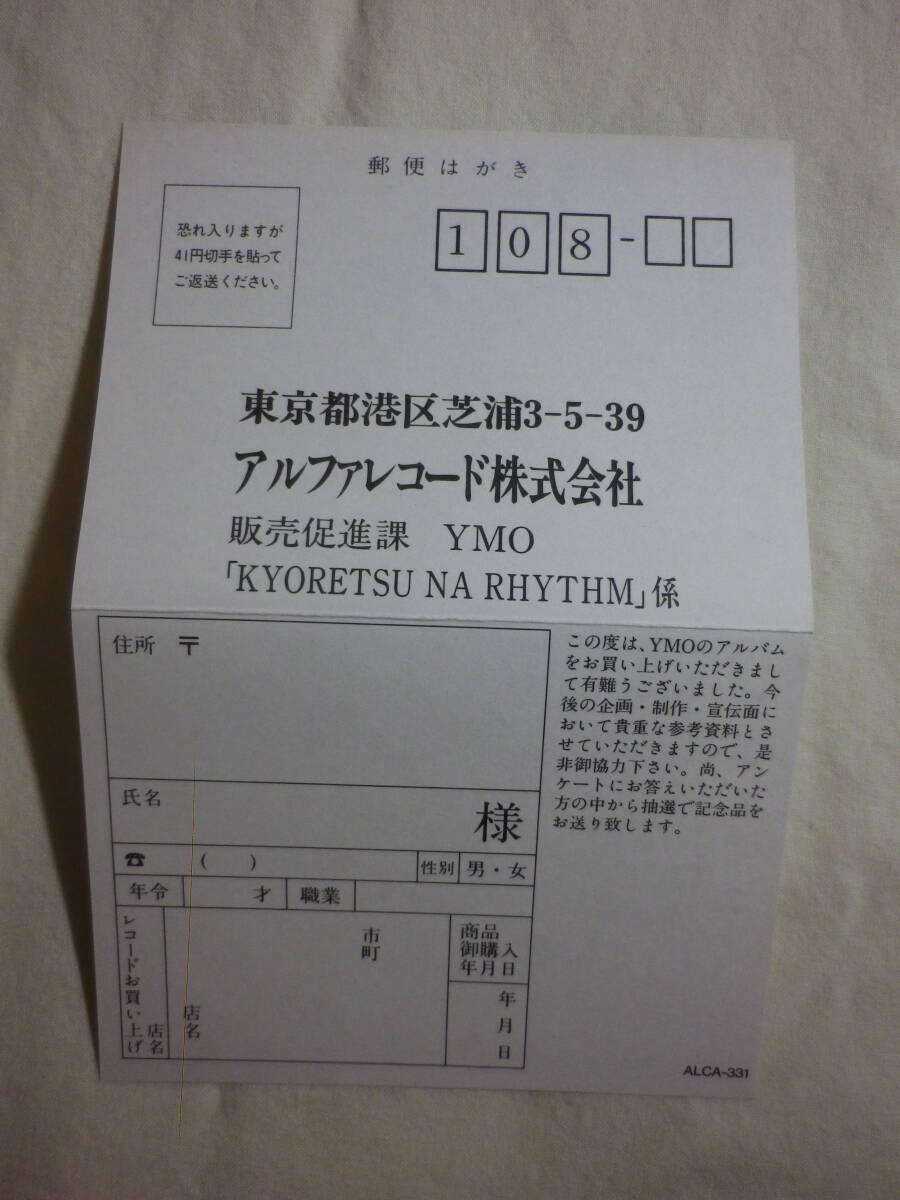 郵便はがき
恐れ入りますが
41円切手を貼って
ご返送ください。
108-
東京都港区芝浦3-5-39
アルファレコード株式会社
販売促進課 YMO
「KYORETSU NA RHYTHM」係
住所 〒
氏名
様
☎ ( )
性別 男・女
年令 才 職業
レコードお買い上げ店名
市
町
店名
商品
御購入
年月日
年
月
日
この度は、YMOのアルバム
をお買い上げいただきまし
て有難うございました。今
後の企画・制作・宣伝面に
おいて貴重な参考資料とさ
せていただきますので、是
非御協力下さい。尚、アン
ケートにお答えいただいた
方の中から抽選で記念品を
お送り致します。
ALCA-331